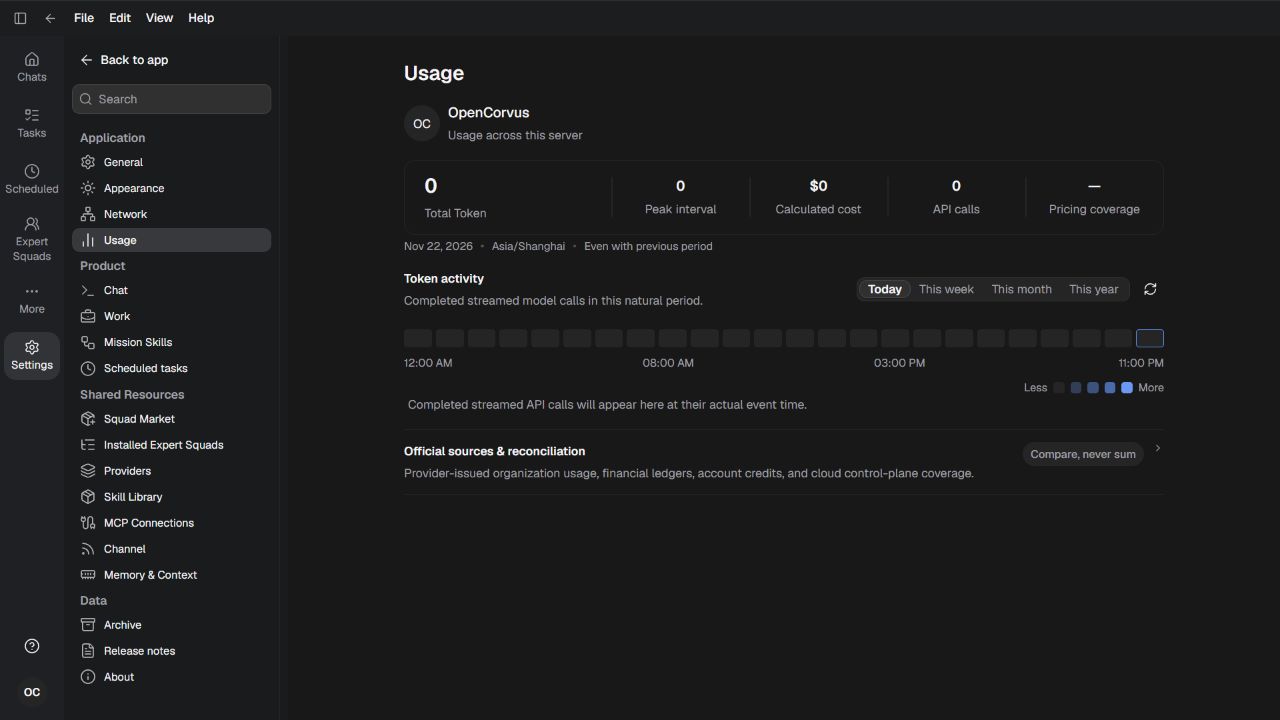 File Edit View Help
Chats
Tasks
Scheduled
Expert
Squads
More
Settings
OC
Back to app
Search
Application
General
Appearance
Network
Usage
Product
Chat
Work
Mission Skills
Scheduled tasks
Shared Resources
Squad Market
Installed Expert Squads
Providers
Skill Library
MCP Connections
Channel
Memory & Context
Data
Archive
Release notes
About
Usage
OC
OpenCorvus
Usage across this server
0
Total Token
0
Peak interval
$0
Calculated cost
0
API calls
—
Pricing coverage
Nov 22, 2026 • Asia/Shanghai • Even with previous period
Token activity
Completed streamed model calls in this natural period.
Today This week This month This year
12:00 AM 08:00 AM 03:00 PM 11:00 PM
Less More
Completed streamed API calls will appear here at their actual event time.
Official sources & reconciliation
Provider-issued organization usage, financial ledgers, account credits, and cloud control-plane coverage.
Compare, never sum